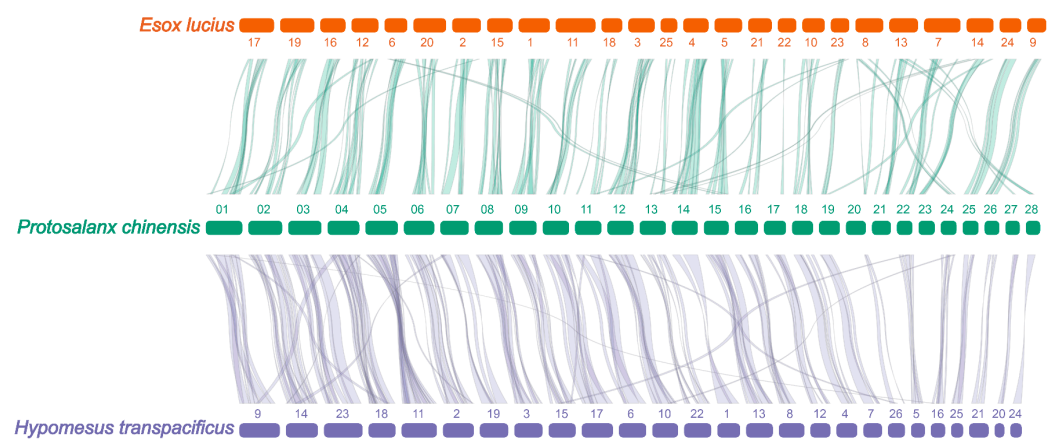 Esox lucius
17 19 16 12 6 20 2 15 1 11 18 3 25 4 5 21 22 10 23 8 13 7 14 24 9
01 02 03 04 05 06 07 08 09 10 11 12 13 14 15 16 17 18 19 20 21 22 23 24 25 26 27 28
Protosalanx chinensis
9 14 23 18 11 2 19 3 15 17 6 10 22 1 13 8 12 4 7 26 5 16 25 21 20 24
Hypomesus transpacificus